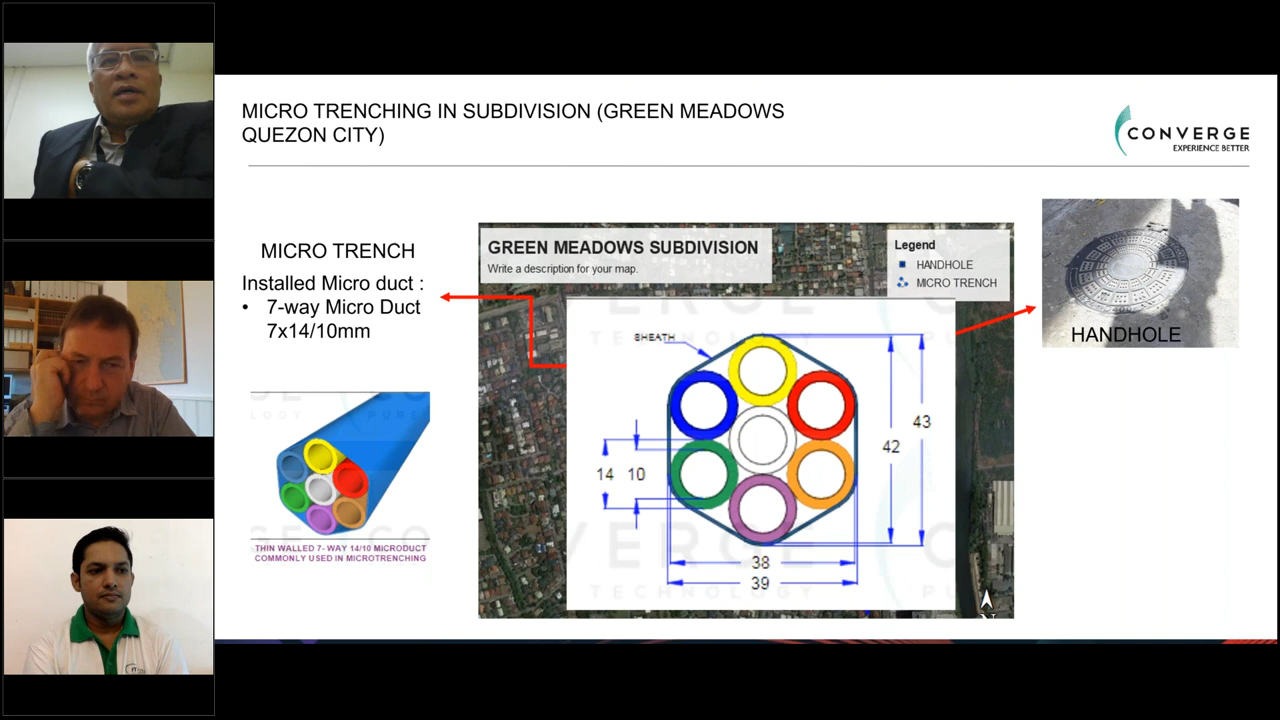 MICRO TRENCHING IN SUBDIVISION (GREEN MEADOWS
QUEZON CITY)
CONVERGE
EXPERIENCE BETTER
MICRO TRENCH
Installed Micro duct :
• 7-way Micro Duct
7x14/10mm
THIN WALLED 7- WAY 14/10 MICRODUCT
COMMONLY USED IN MICROTRENCHING
GREEN MEADOWS SUBDIVISION
Write a description for your map.
Legend
HANDHOLE
MICRO TRENCH
SHEATH
14
10
42
43
38
39
HANDHOLE